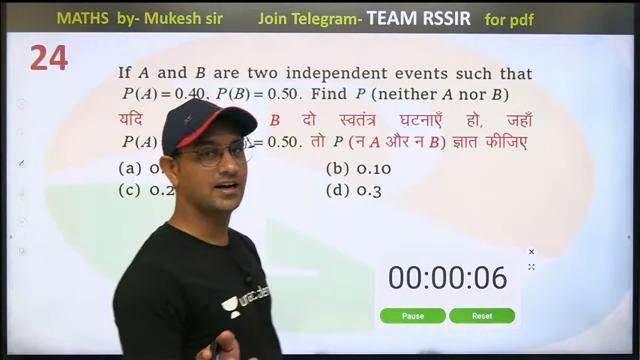 MATHS by- Mukesh sir Join Telegram- TEAM RSSIR for pdf
24
If A and B are two independent events such that
P(A) = 0.40, P(B) = 0.50. Find P (neither A nor B)
यदि B दो स्वतंत्र घटनाएँ हो, जहाँ
P(A) = 0.50. तो P (न A और न B) ज्ञात कीजिए
(a) (b) 0.10
(c) 0.2 (d) 0.3
00:00:06
Pause Reset